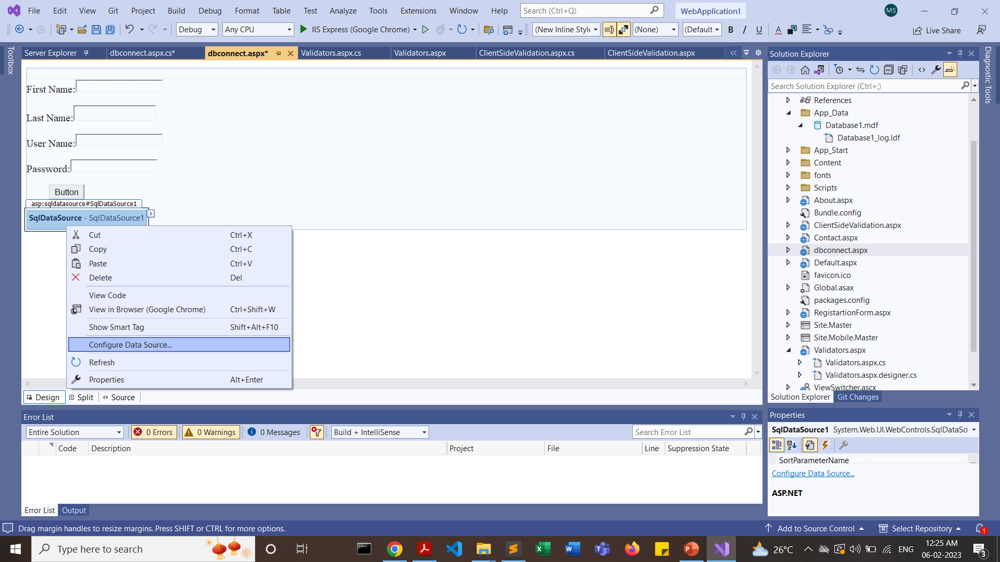 File Edit View Git Project Build Debug Format Table Test Analyze Tools Extensions Window Help Search (Ctrl+Q) WebApplication1 MS
Debug Any CPU IIS Express (Google Chrome) (New Inline Style (None) (Default B I U A Live Share
Toolbox
Server Explorer dbconnect.aspx.cs* dbconnect.aspx* Validators.aspx.cs Validators.aspx ClientSideValidation.aspx.cs ClientSideValidation.aspx
First Name:
Last Name:
User Name:
Password:
Button
asp:sqldatasource#SqlDataSource1
SqlDataSource - SqlDataSource1
Cut Ctrl+X
Copy Ctrl+C
Paste Ctrl+V
Delete Del
View Code
View in Browser (Google Chrome) Ctrl+Shift+W
Show Smart Tag Shift+Alt+F10
Configure Data Source...
Refresh
Properties Alt+Enter
Design Split Source
Solution Explorer
Search Solution Explorer (Ctrl+;)
References
App_Data
Database1.mdf
Database1_log.ldf
App_Start
Content
fonts
Scripts
About.aspx
Bundle.config
ClientSideValidation.aspx
Contact.aspx
dbconnect.aspx
Default.aspx
favicon.ico
Global.asax
packages.config
RegistartionForm.aspx
Site.Master
Site.Mobile.Master
Validators.aspx
Validators.aspx.cs
Validators.aspx.designer.cs
ViewSwitcher.ascx
Solution Explorer Git Changes
Diagnostic Tools
Error List
Entire Solution 0 Errors 0 Warnings 0 Messages Build + IntelliSense Search Error List
Code Description Project File Line Suppression State
Error List Output
Properties
SqlDataSource1 System.Web.UI.WebControls.SqlDataSo
SortParameterName
Configure Data Source...
ASP.NET
Drag margin handles to resize margins. Press SHIFT or CTRL for more options. Add to Source Control Select Repository 1
Type here to search 26°C ENG 12:25 AM
06-02-2023 3